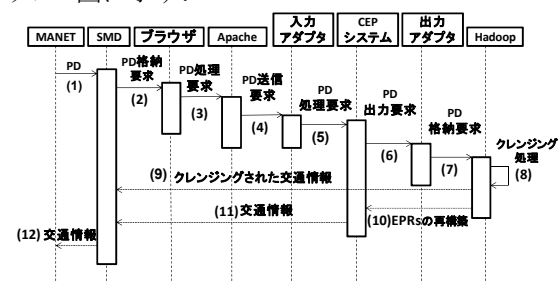 MANET
SMD
ブラウザ
Apache
入力
アダプタ
CEP
システム
出力
アダプタ
Hadoop
PD
(1)
PD格納
要求
(2)
PD処理
要求
(3)
PD送信
要求
(4)
PD
処理要求
(5)
PD
出力要求
(6)
PD
格納要求
(7)
クレンジング
処理
(8)
(9) クレンジングされた交通情報
(10)EPRsの再構築
(11) 交通情報
(12) 交通情報